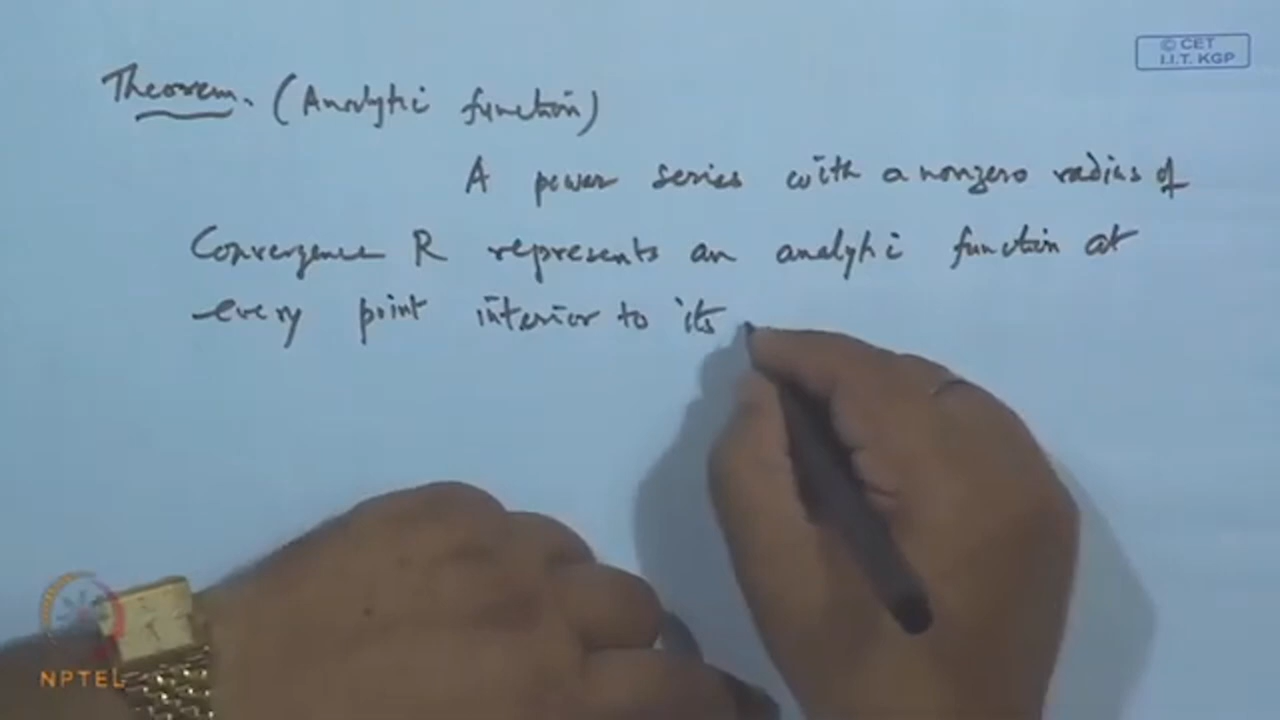 © CET
I.I.T. KGP
Theorem. (Analytic function)
A power series with a nonzero radius of
Convergence R represents an analytic function at
every point interior to its
NPTEL